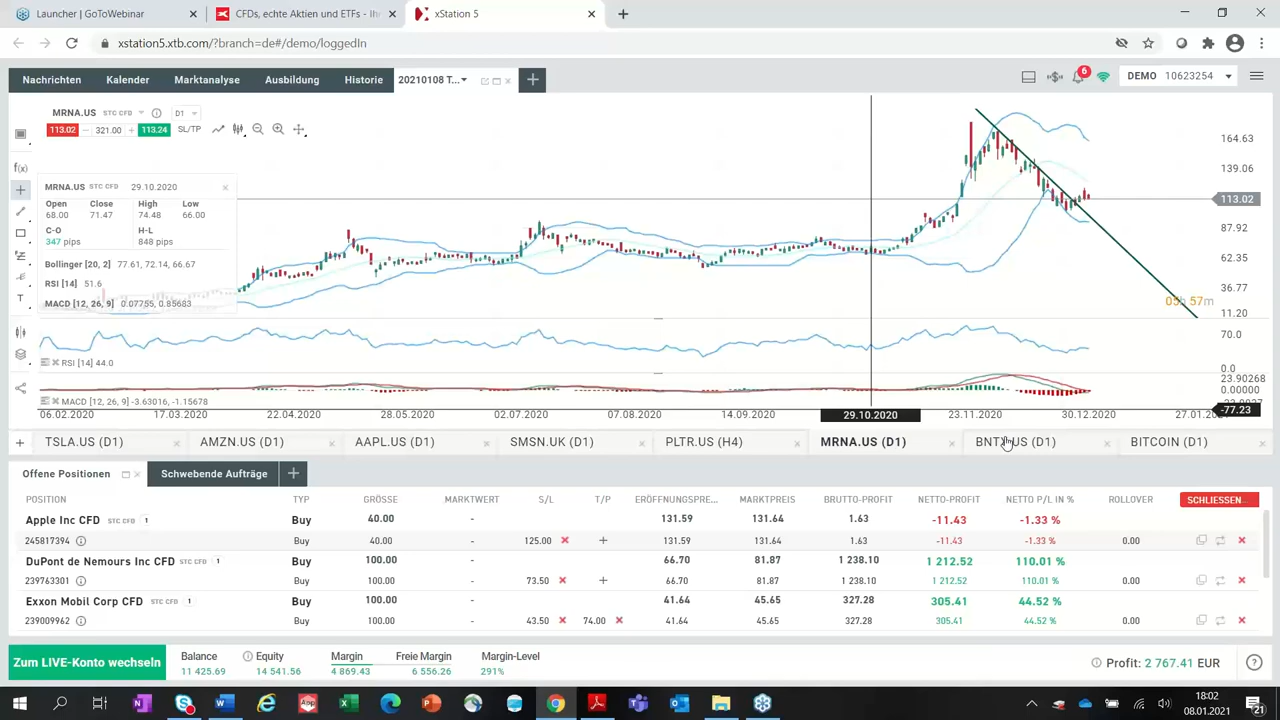 Launcher | GoToWebinar
CFDs, echte Aktien und ETFs - Ihr
xStation 5
xstation5.xtb.com/?branch=de#/demo/loggedIn
Nachrichten Kalender Marktanalyse Ausbildung Historie 20210108 T...
6
DEMO 10623254
MRNA.US STC CFD D1
113.02 321.00 113.24 SL/TP
MRNA.US STC CFD 29.10.2020
Open Close High Low
68.00 71.47 74.48 66.00
C-O H-L
347 pips 848 pips
Bollinger [20, 2] 77.61, 72.14, 66.67
RSI [14] 51.6
MACD [12, 26, 9] 0.07755, 0.85683
164.63
139.06
113.02
87.92
62.35
36.77
11.20
05h 57m
70.0
0.0
RSI [14] 44.0
23.90268
0.00000
MACD [12, 26, 9] -3.63016, -1.15678
-77.23
06.02.2020 17.03.2020 22.04.2020 28.05.2020 02.07.2020 07.08.2020 14.09.2020 29.10.2020 23.11.2020 30.12.2020 27.01
TSLA.US (D1) AMZN.US (D1) AAPL.US (D1) SMSN.UK (D1) PLTR.US (H4) MRNA.US (D1) BNTX.US (D1) BITCOIN (D1)
Offene Positionen Schwebende Aufträge
POSITION TYP GRÖSSE MARKTWERT S/L T/P ERÖFFNUNGSPRE... MARKTPREIS BRUTTO-PROFIT NETTO-PROFIT NETTO P/L IN % ROLLOVER SCHLIESSEN...
Apple Inc CFD STC CFD 1 Buy 40.00 - 131.59 131.64 1.63 -11.43 -1.33 %
245817394 Buy 40.00 - 125.00 131.59 131.64 1.63 -11.43 -1.33 % 0.00
DuPont de Nemours Inc CFD STC CFD 1 Buy 100.00 - 66.70 81.87 1 238.10 1 212.52 110.01 %
239763301 Buy 100.00 - 73.50 66.70 81.87 1 238.10 1 212.52 110.01 % 0.00
Exxon Mobil Corp CFD STC CFD 1 Buy 100.00 - 41.64 45.65 327.28 305.41 44.52 %
239009962 Buy 100.00 - 43.50 74.00 41.64 45.65 327.28 305.41 44.52 % 0.00
Zum LIVE-Konto wechseln
Balance Equity Margin Freie Margin Margin-Level
11 425.69 14 541.56 4 869.43 6 556.26 291%
Profit: 2 767.41 EUR
18:02
08.01.2021
21